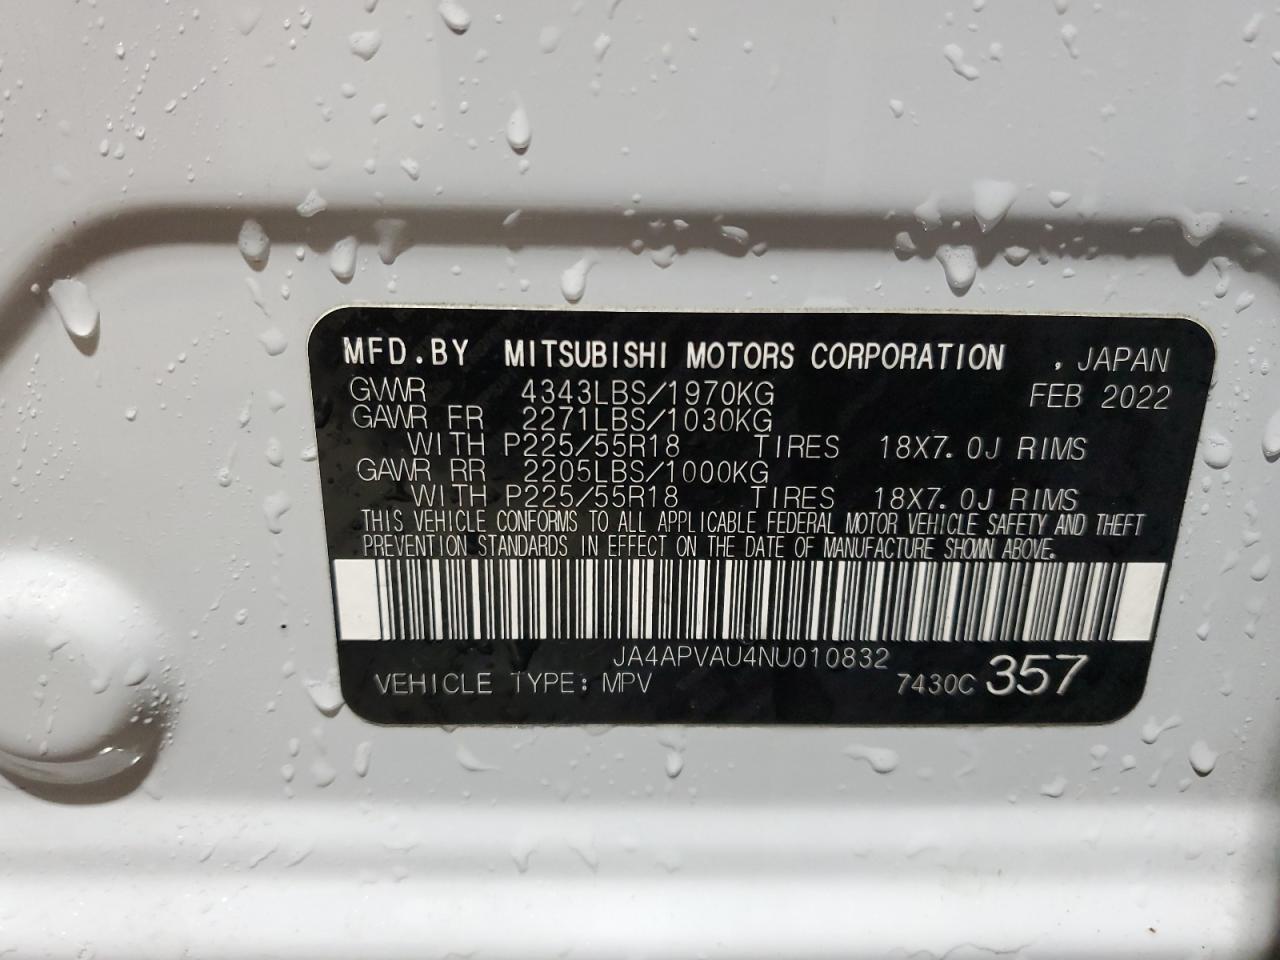 MFD.BY MITSUBISHI MOTORS CORPORATION , JAPAN
GVWR 4343LBS/1970KG FEB 2022
GAWR FR 2271LBS/1030KG
WITH P225/55R18 TIRES 18X7.0J RIMS
GAWR RR 2205LBS/1000KG
WITH P225/55R18 TIRES 18X7.0J RIMS
THIS VEHICLE CONFORMS TO ALL APPLICABLE FEDERAL MOTOR VEHICLE SAFETY AND THEFT
PREVENTION STANDARDS IN EFFECT ON THE DATE OF MANUFACTURE SHOWN ABOVE.
JA4APVAU4NU010832
VEHICLE TYPE: MPV 7430C 357